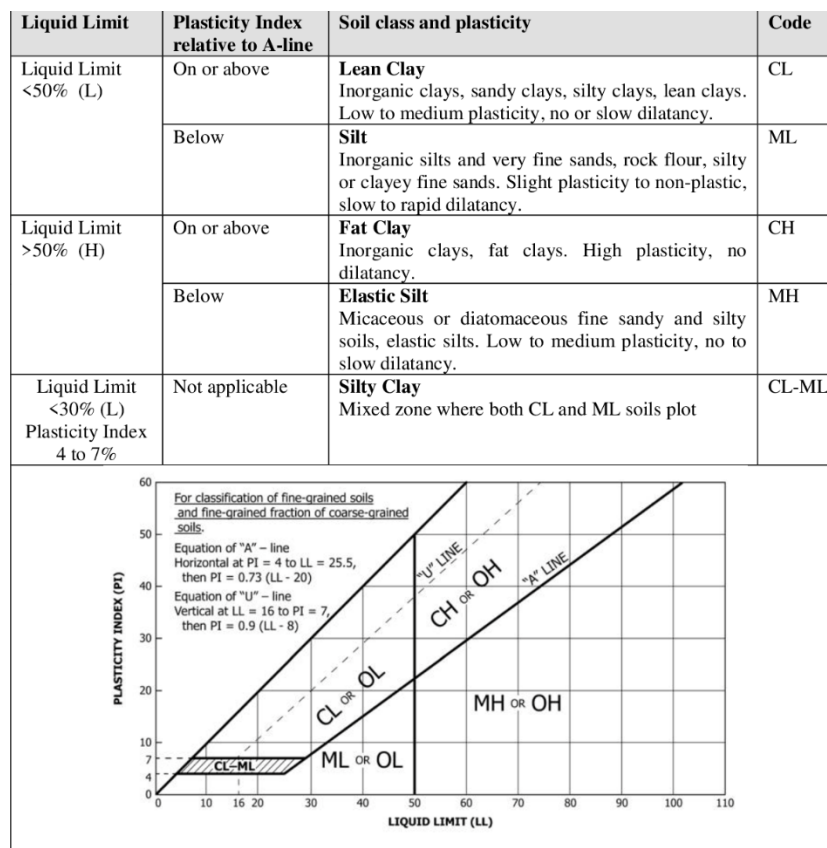 Liquid Limit
Plasticity Index
relative to A-line
Soil class and plasticity
Code
Liquid Limit
<50% (L)
On or above
Lean Clay
Inorganic clays, sandy clays, silty clays, lean clays.
Low to medium plasticity, no or slow dilatancy.
CL
Below
Silt
Inorganic silts and very fine sands, rock flour, silty
or clayey fine sands. Slight plasticity to non-plastic,
slow to rapid dilatancy.
ML
Liquid Limit
>50% (H)
On or above
Fat Clay
Inorganic clays, fat clays. High plasticity, no
dilatancy.
CH
Below
Elastic Silt
Micaceous or diatomaceous fine sandy and silty
soils, elastic silts. Low to medium plasticity, no to
slow dilatancy.
MH
Liquid Limit
<30% (L)
Plasticity Index
4 to 7%
Not applicable
Silty Clay
Mixed zone where both CL and ML soils plot
CL-ML
For classification of fine-grained soils
and fine-grained fraction of coarse-grained
soils.
Equation of "A" – line
Horizontal at PI = 4 to LL = 25.5,
then PI = 0.73 (LL - 20)
Equation of "U" – line
Vertical at LL = 16 to PI = 7,
then PI = 0.9 (LL - 8)
PLASTICITY INDEX (PI)
60
50
40
30
20
10
7
4
0
"U" LINE
"A" LINE
CH OR OH
CL OR OL
MH OR OH
CL–ML
ML OR OL
0 10 16 20 30 40 50 60 70 80 90 100 110
LIQUID LIMIT (LL)